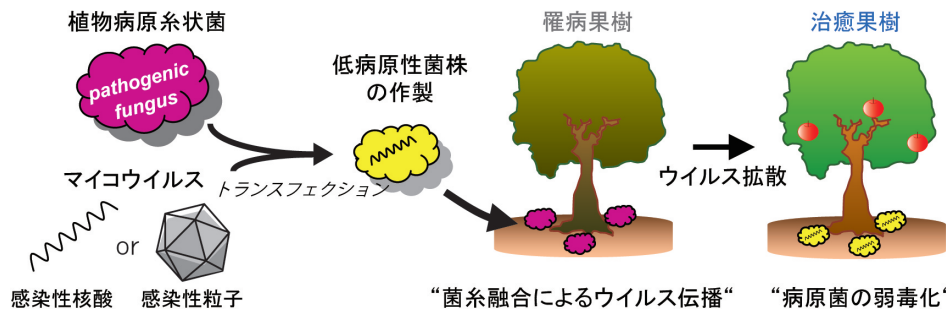 植物病原糸状菌
pathogenic
fungus
マイコウイルス
or
感染性核酸
感染性粒子
トランスフェクション
低病原性菌株
の作製
罹病果樹
ウイルス拡散
治癒果樹
“菌糸融合によるウイルス伝播“
“病原菌の弱毒化“